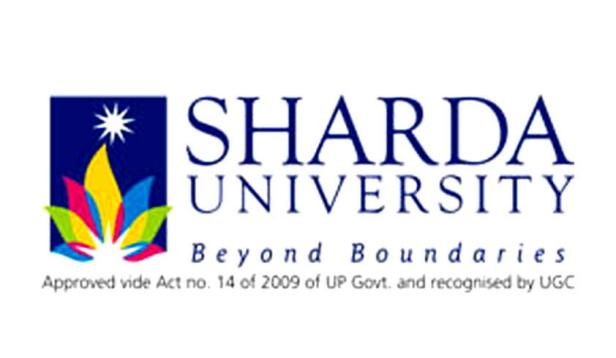 SHARDA
UNIVERSITY
Beyond Boundaries
Approved vide Act no. 14 of 2009 of UP Govt. and recognised by UGC